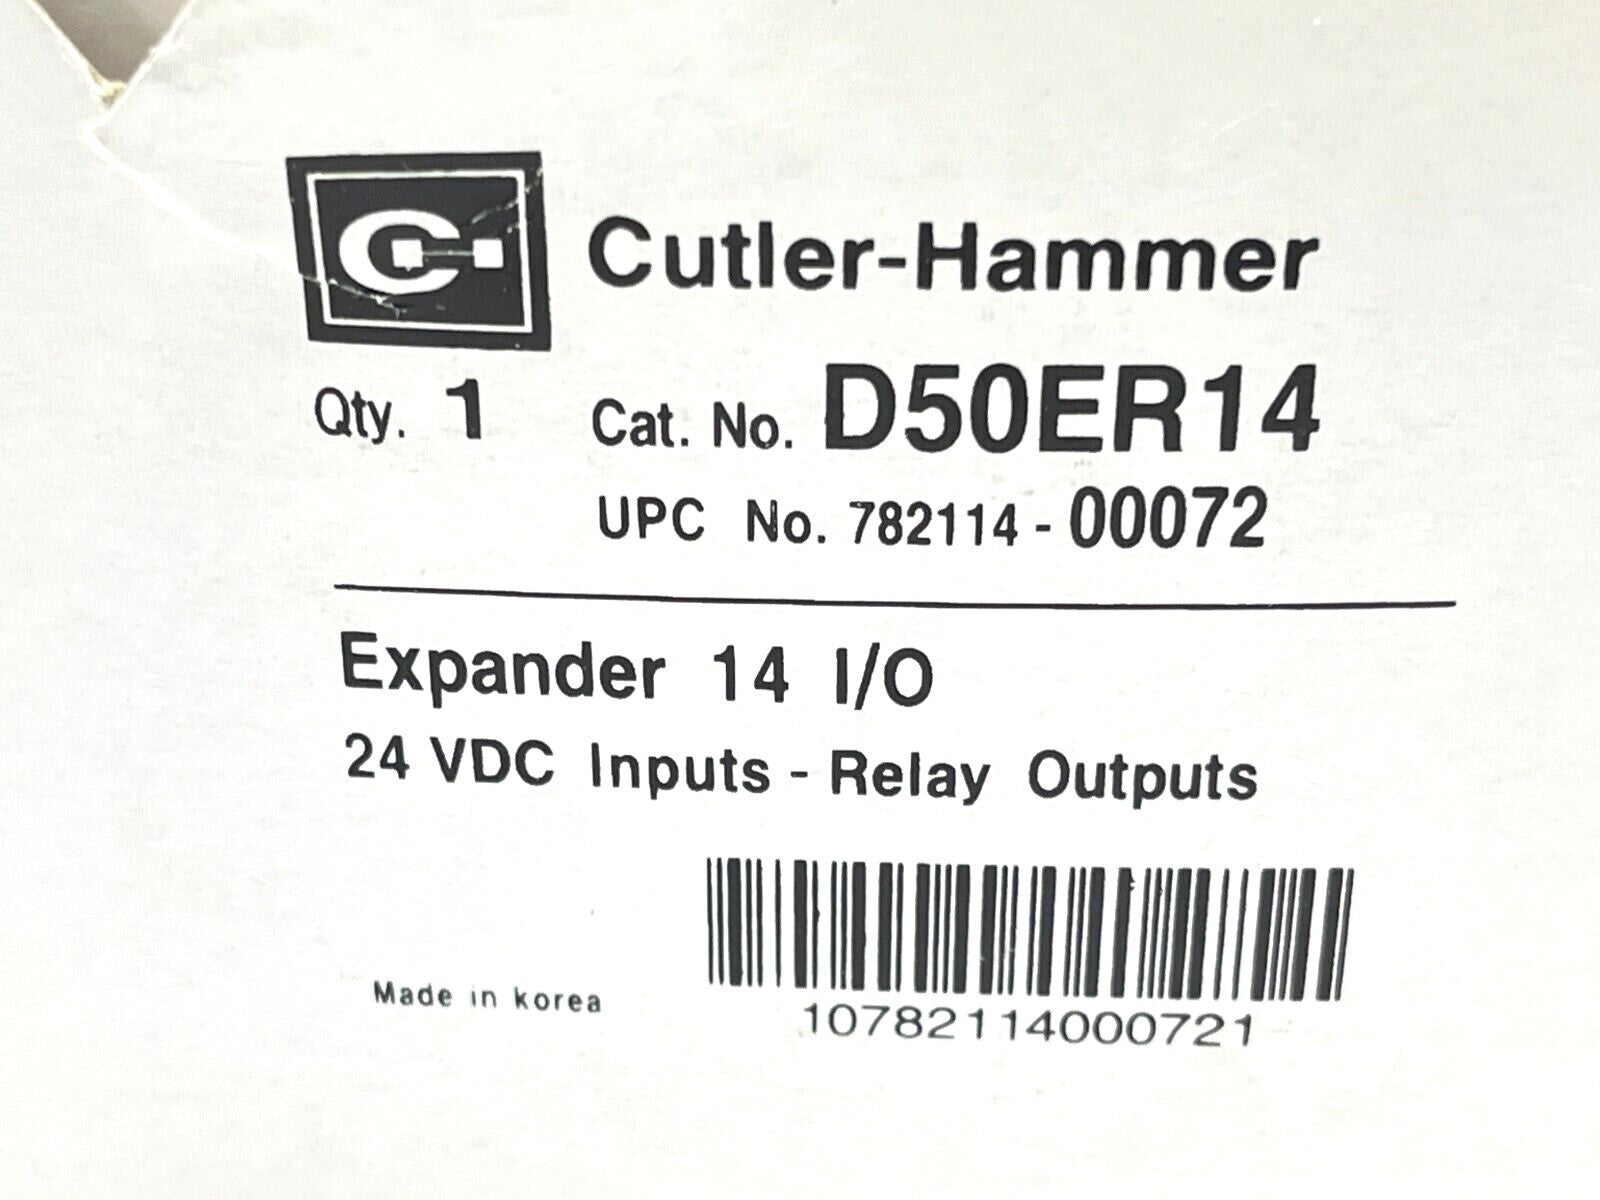 Cutler-Hammer
Qty. 1 Cat. No. D50ER14
UPC No. 782114 - 00072
Expander 14 I/O
24 VDC Inputs - Relay Outputs
Made in korea
10782114000721